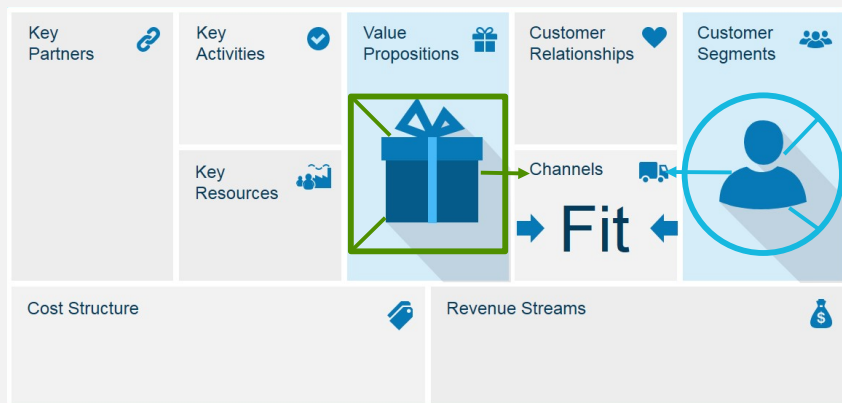 Key
Partners
Key
Activities
Value
Propositions
Customer
Relationships
Customer
Segments
Key
Resources
Channels
Fit
Cost Structure
Revenue Streams
$